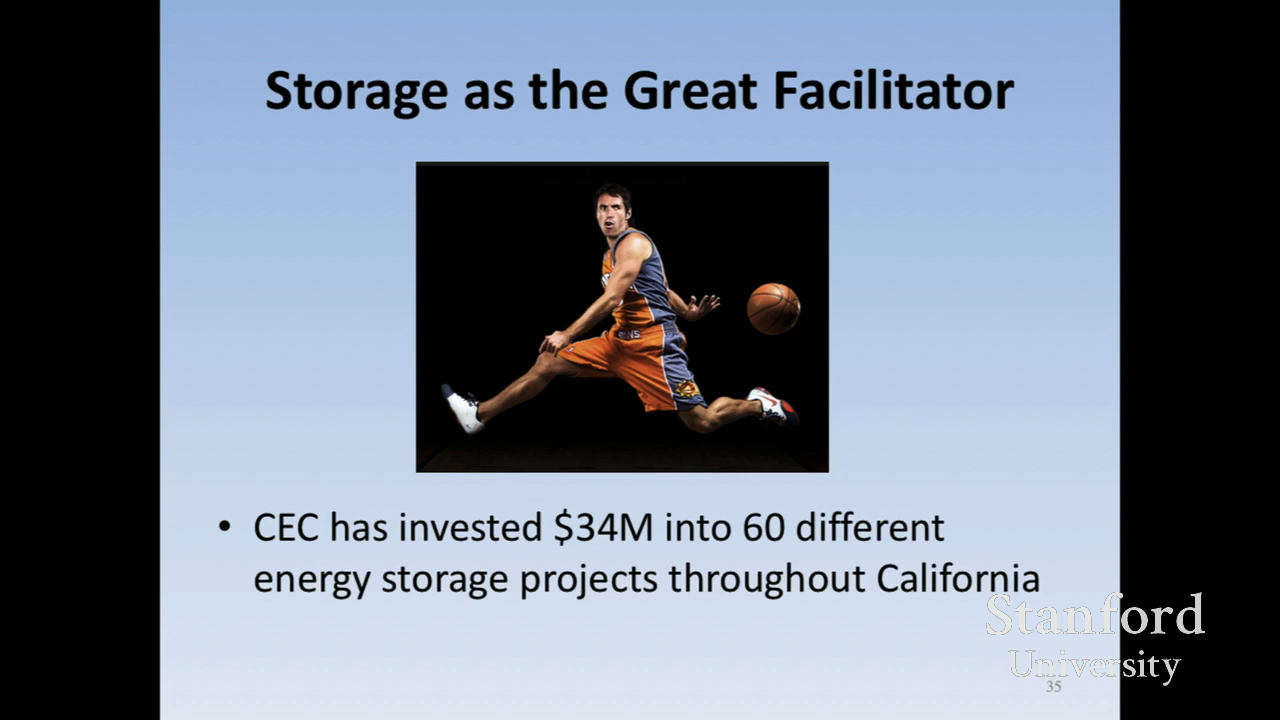 Storage as the Great Facilitator
• CEC has invested $34M into 60 different
energy storage projects throughout California
Stanford
University
35